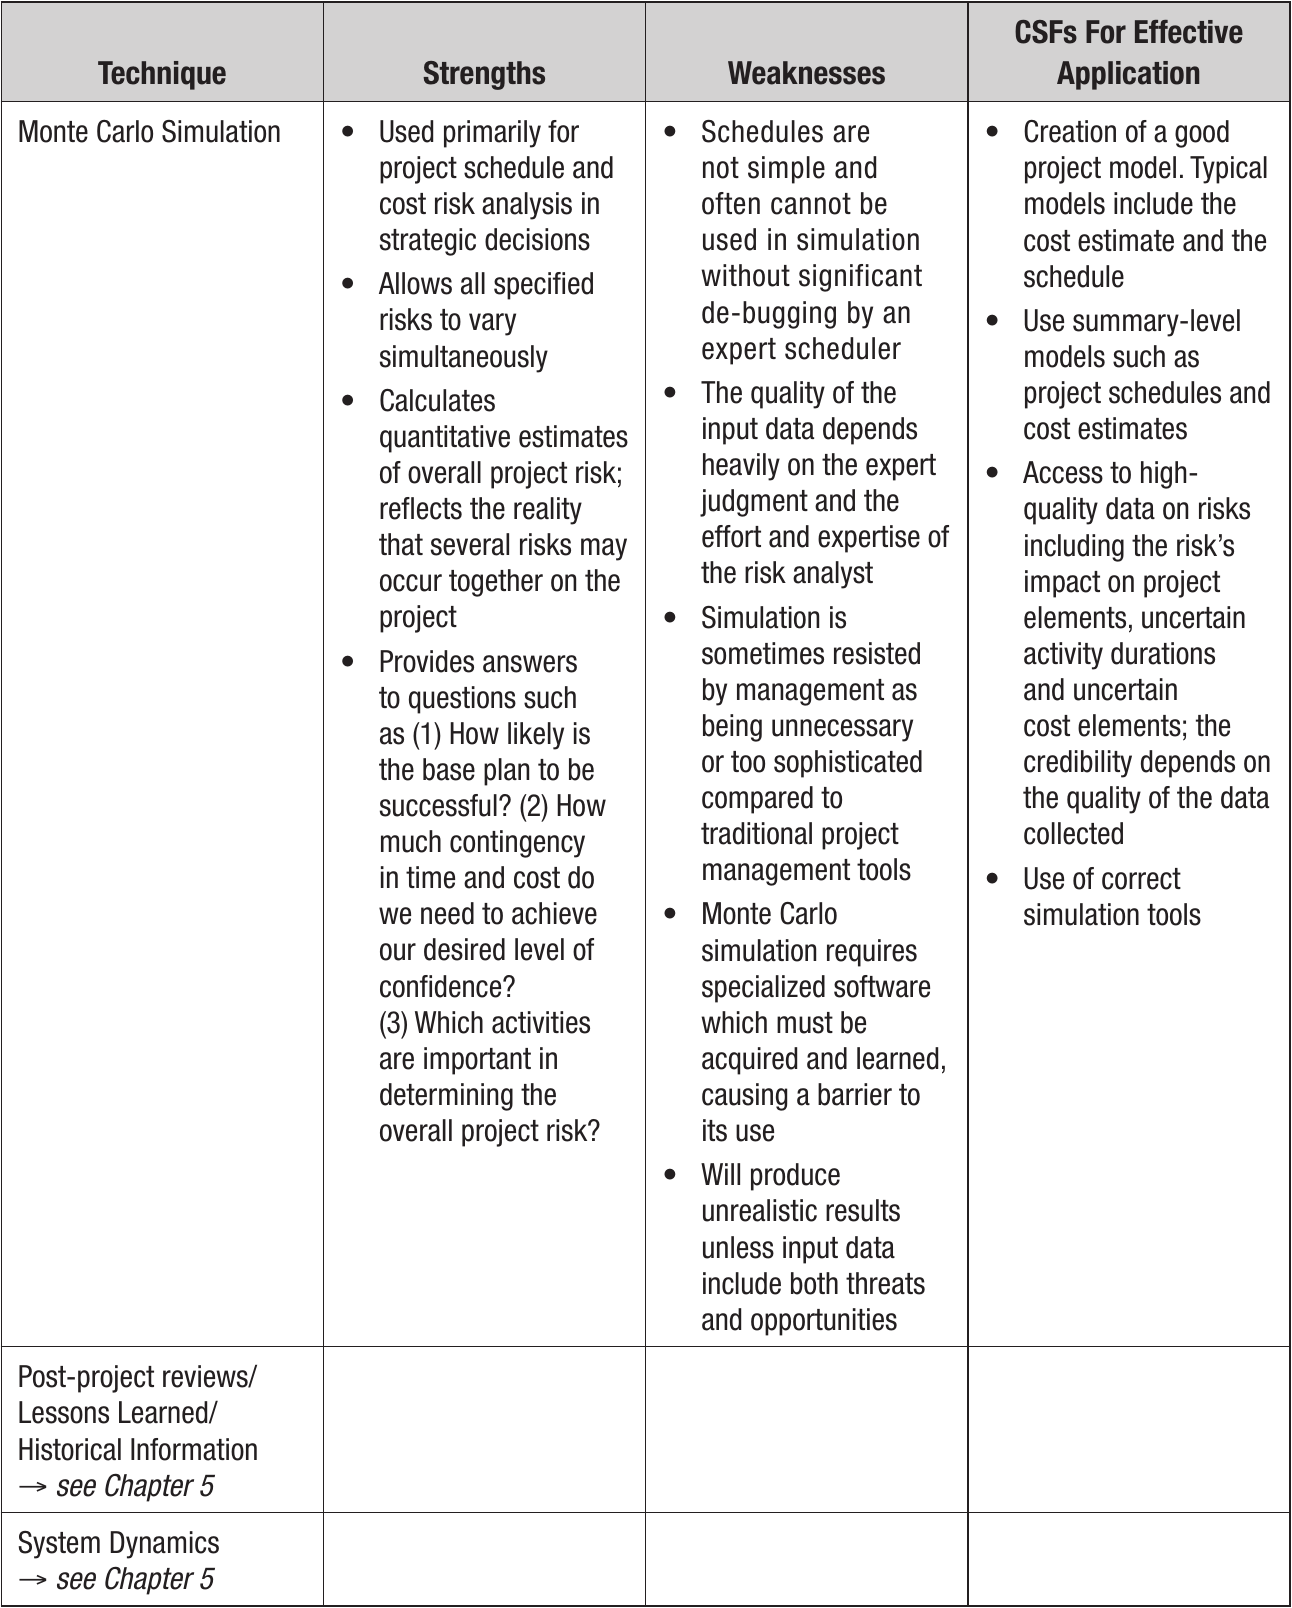 Technique
Strengths
Weaknesses
CSFs For Effective
Application
Monte Carlo Simulation
• Used primarily for
project schedule and
cost risk analysis in
strategic decisions
• Allows all specified
risks to vary
simultaneously
• Calculates
quantitative estimates
of overall project risk;
reflects the reality
that several risks may
occur together on the
project
• Provides answers
to questions such
as (1) How likely is
the base plan to be
successful? (2) How
much contingency
in time and cost do
we need to achieve
our desired level of
confidence?
(3) Which activities
are important in
determining the
overall project risk?
• Schedules are
not simple and
often cannot be
used in simulation
without significant
de-bugging by an
expert scheduler
• The quality of the
input data depends
heavily on the expert
judgment and the
effort and expertise of
the risk analyst
• Simulation is
sometimes resisted
by management as
being unnecessary
or too sophisticated
compared to
traditional project
management tools
• Monte Carlo
simulation requires
specialized software
which must be
acquired and learned,
causing a barrier to
its use
• Will produce
unrealistic results
unless input data
include both threats
and opportunities
• Creation of a good
project model. Typical
models include the
cost estimate and the
schedule
• Use summary-level
models such as
project schedules and
cost estimates
• Access to high-
quality data on risks
including the risk’s
impact on project
elements, uncertain
activity durations
and uncertain
cost elements; the
credibility depends on
the quality of the data
collected
• Use of correct
simulation tools
Post-project reviews/
Lessons Learned/
Historical Information
→ see Chapter 5
System Dynamics
→ see Chapter 5